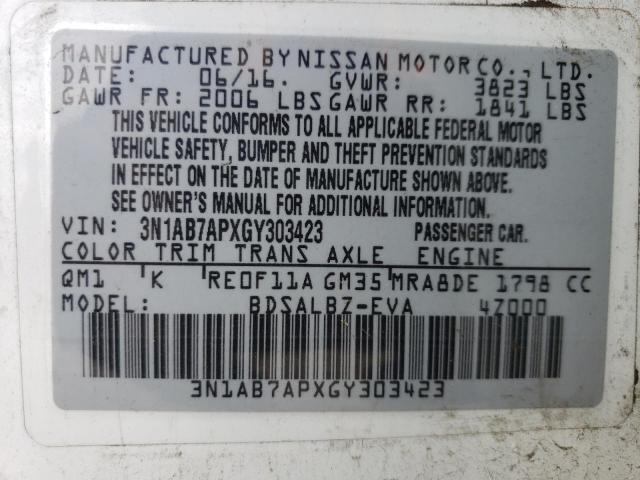 MANUFACTURED BY NISSAN MOTOR CO., LTD.
DATE: 06/16. GVWR: 3823 LBS
GAWR FR: 2006 LBS GAWR RR: 1841 LBS
THIS VEHICLE CONFORMS TO ALL APPLICABLE FEDERAL MOTOR
VEHICLE SAFETY, BUMPER AND THEFT PREVENTION STANDARDS
IN EFFECT ON THE DATE OF MANUFACTURE SHOWN ABOVE.
SEE OWNER'S MANUAL FOR ADDITIONAL INFORMATION.
VIN: 3N1AB7APXGY303423 PASSENGER CAR.
COLOR TRIM TRANS AXLE ENGINE
QM1 K RE0F11A GM35 MRA8DE 1798 CC
MODEL: BDSALBZ-EVA 4Z000
3N1AB7APXGY303423